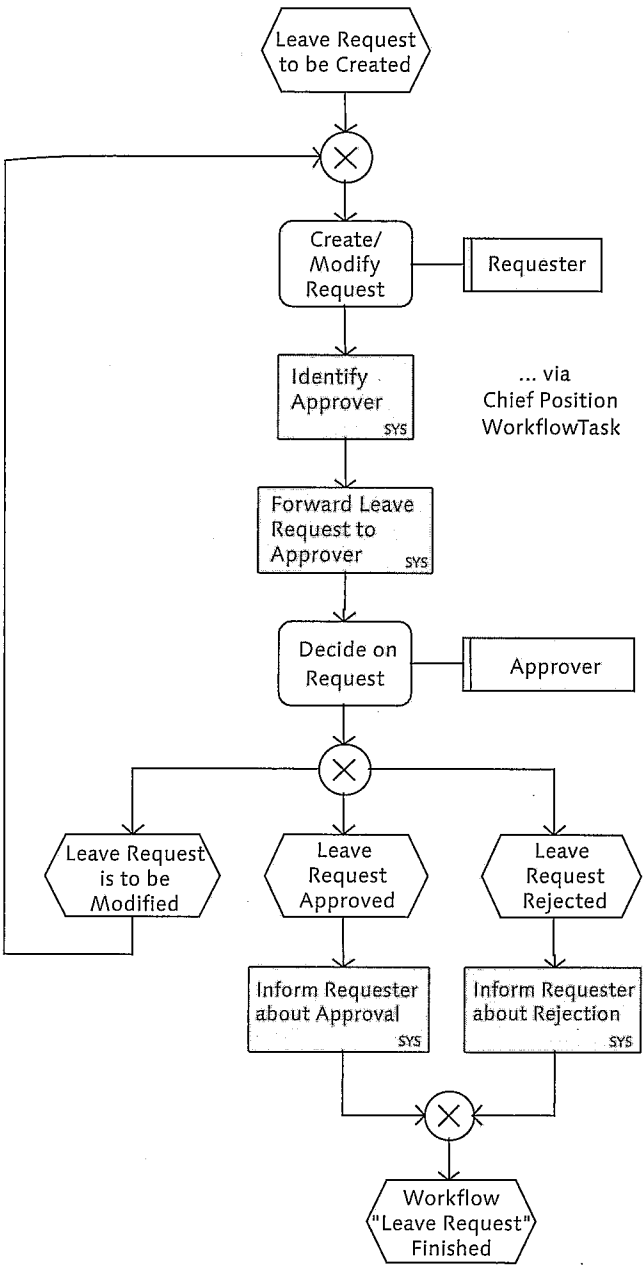 Leave Request
to be Created
Create/
Modify
Request
Requester
Identify
Approver
SYS
... via
Chief Position
WorkflowTask
Forward Leave
Request to
Approver
SYS
Decide on
Request
Approver
Leave Request
is to be
Modified
Leave
Request
Approved
Leave
Request
Rejected
Inform Requester
about Approval
SYS
Inform Requester
about Rejection
SYS
Workflow
"Leave Request"
Finished